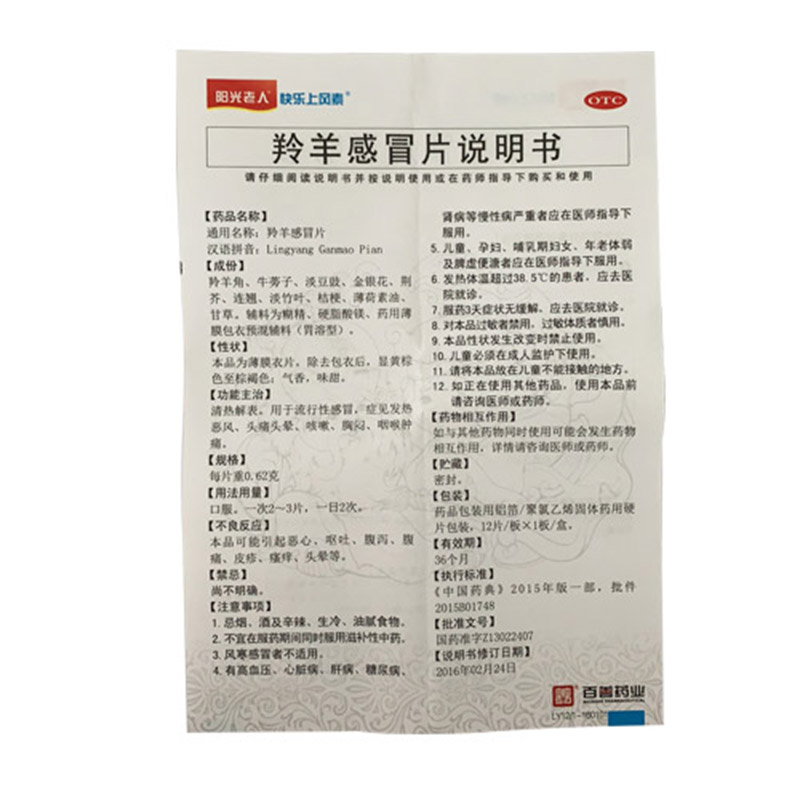 阳光老人 快乐上风素®
OTC
羚羊感冒片说明书
请仔细阅读说明书并按说明使用或在药师指导下购买和使用
【药品名称】
通用名称：羚羊感冒片
汉语拼音：Lingyang Ganmao Pian
【成份】
羚羊角、牛蒡子、淡豆豉、金银花、荆
芥、连翘、淡竹叶、桔梗、薄荷素油、
甘草。辅料为糊精、硬脂酸镁、药用薄
膜包衣预混辅料（胃溶型）。
【性状】
本品为薄膜衣片，除去包衣后，显黄棕
色至棕褐色；气香，味甜。
【功能主治】
清热解表。用于流行性感冒，症见发热
恶风、头痛头晕、咳嗽、胸闷、咽喉肿
痛。
【规格】
每片重0.62克
【用法用量】
口服。一次2～3片，一日2次。
【不良反应】
本品可能引起恶心、呕吐、腹泻、腹
痛、皮疹、瘙痒、头晕等。
【禁忌】
尚不明确。
【注意事项】
1. 忌烟、酒及辛辣、生冷、油腻食物。
2. 不宜在服药期间同时服用滋补性中药。
3. 风寒感冒者不适用。
4. 有高血压、心脏病、肝病、糖尿病、
肾病等慢性病严重者应在医师指导下
服用。
5. 儿童、孕妇、哺乳期妇女、年老体弱
及脾虚便溏者应在医师指导下服用。
6. 发热体温超过38.5℃的患者，应去医
院就诊。
7. 服药3天症状无缓解，应去医院就诊。
8. 对本品过敏者禁用，过敏体质者慎用。
9. 本品性状发生改变时禁止使用。
10. 儿童必须在成人监护下使用。
11. 请将本品放在儿童不能接触的地方。
12. 如正在使用其他药品，使用本品前
请咨询医师或药师。
【药物相互作用】
如与其他药物同时使用可能会发生药物
相互作用，详情请咨询医师或药师。
【贮藏】
密封。
【包装】
药品包装用铝箔/聚氯乙烯固体药用硬
片包装，12片/板×1板/盒。
【有效期】
36个月
【执行标准】
《中国药典》2015年版一部，批件
2015B01748
【批准文号】
国药准字Z13022407
【说明书修订日期】
2016年02月24日
百善药业